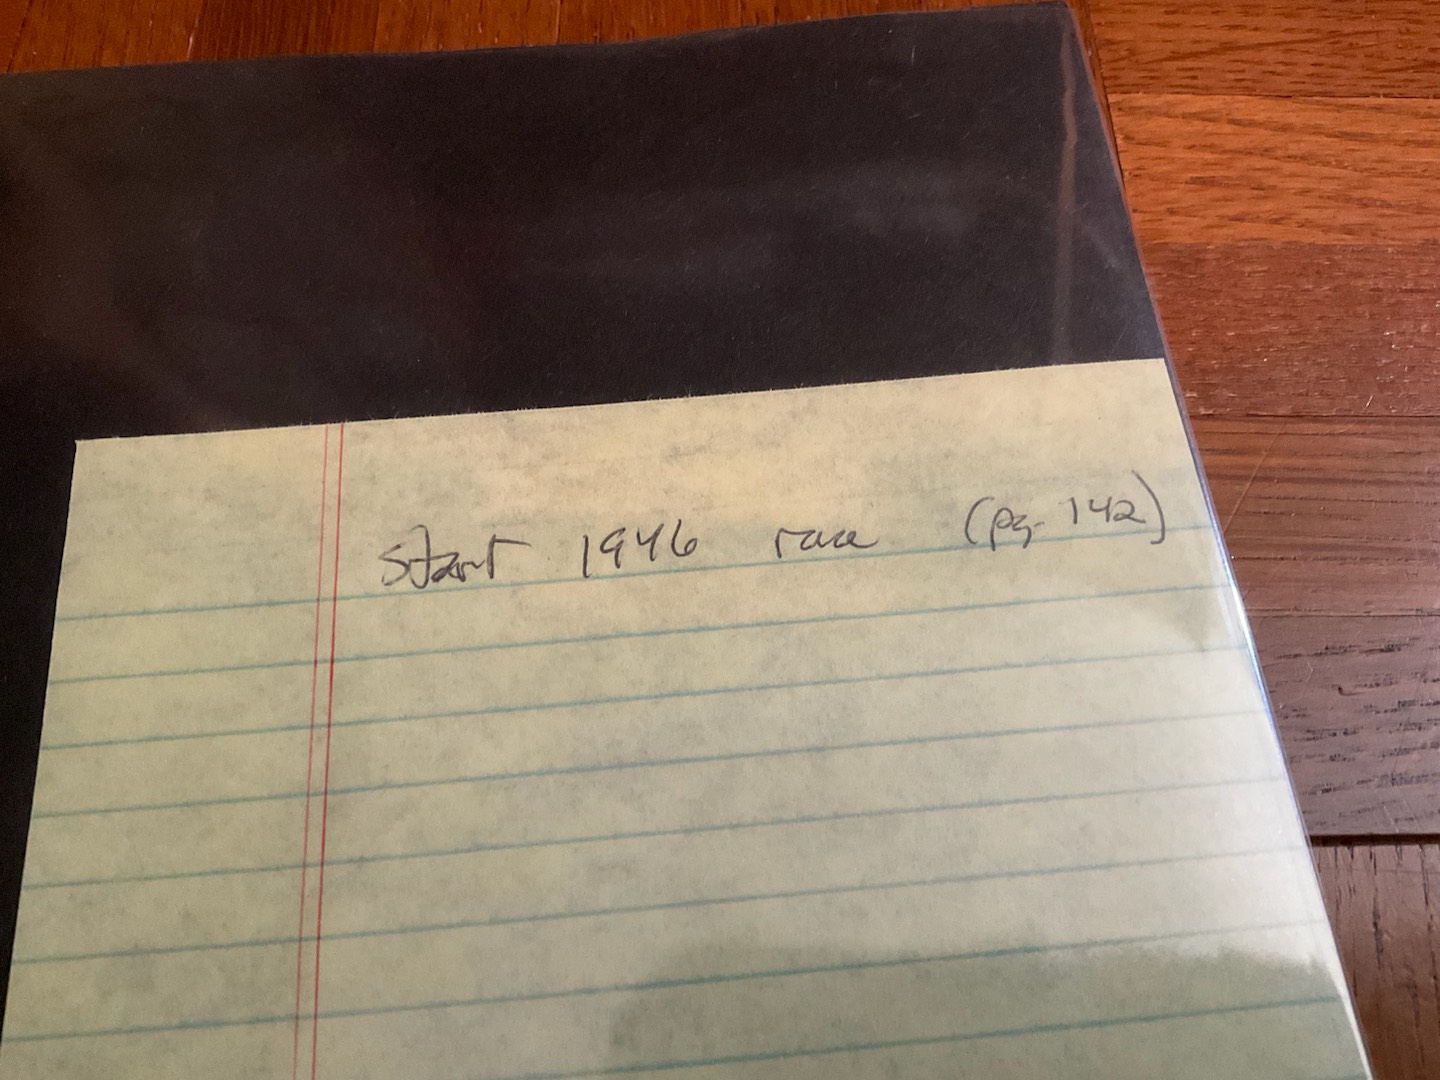 start 1946 race (pg. 142)